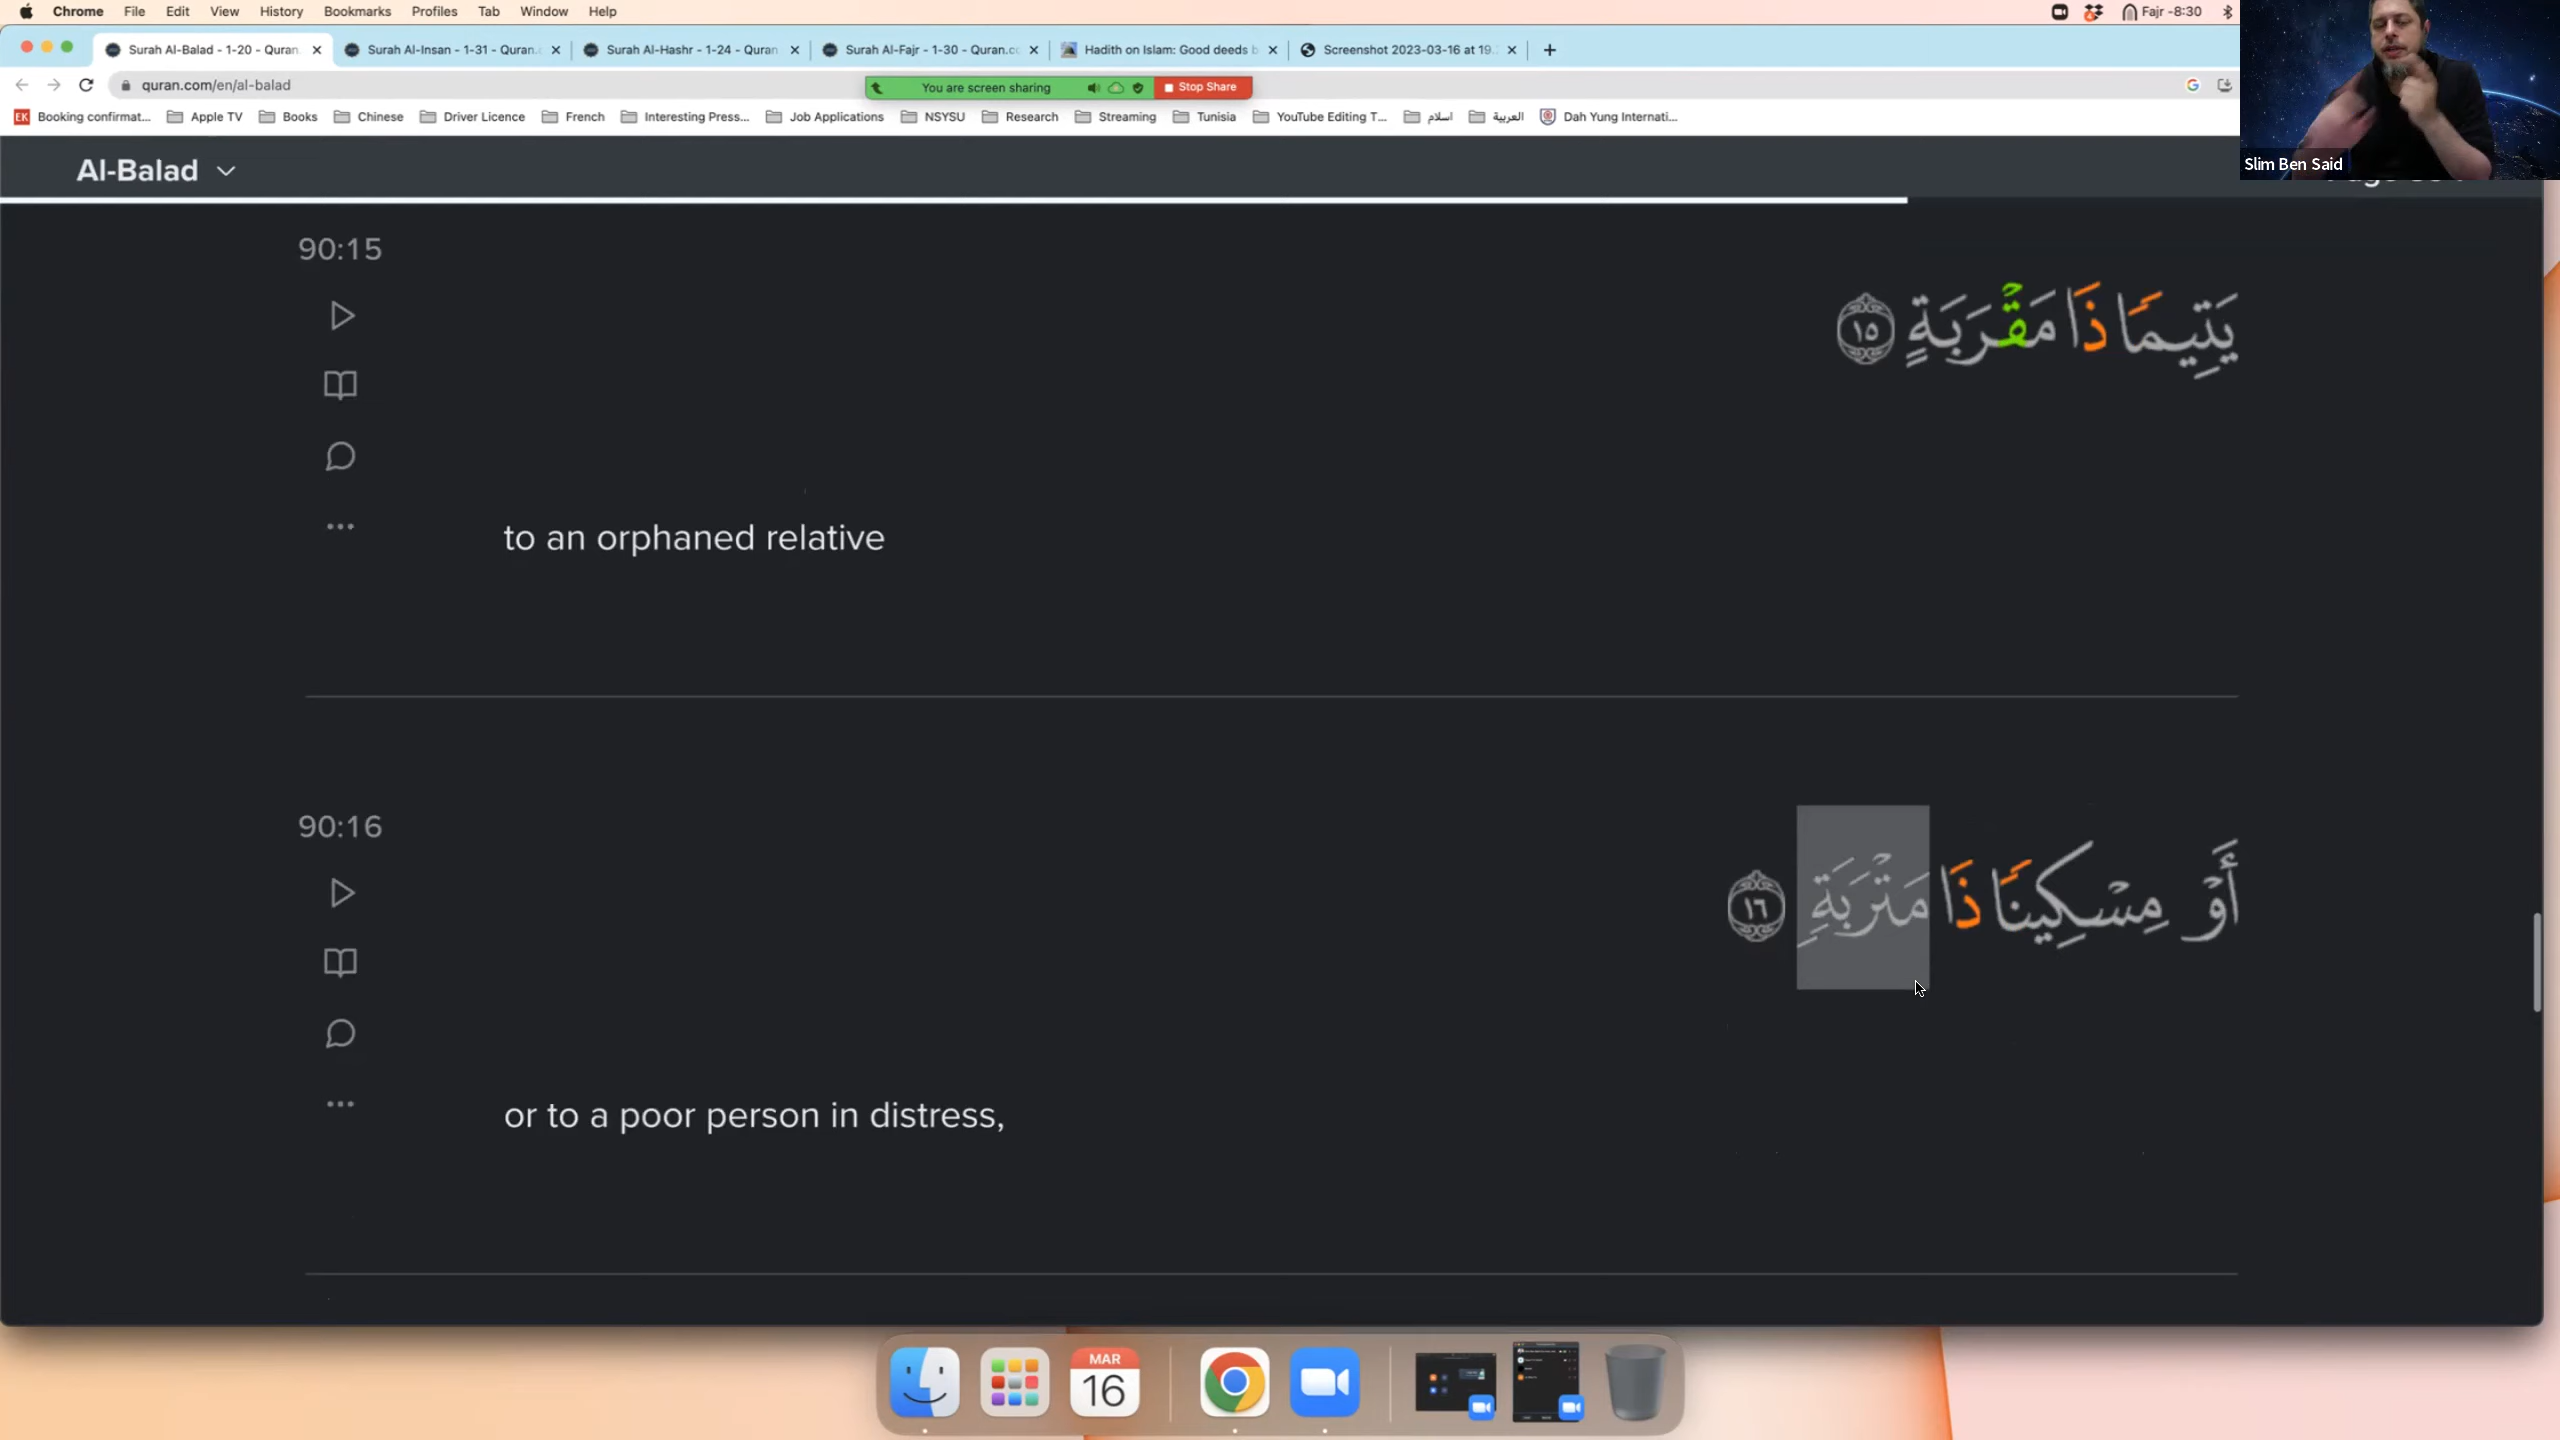 Chrome File Edit View History Bookmarks Profiles Tab Window Help Fajr -8:30
Surah Al-Balad - 1-20 - Quran. Surah Al-Insan - 1-31 - Quran. Surah Al-Hashr - 1-24 - Quran Surah Al-Fajr - 1-30 - Quran.co Hadith on Islam: Good deeds b Screenshot 2023-03-16 at 19.
quran.com/en/al-balad You are screen sharing Stop Share
EK Booking confirmat... Apple TV Books Chinese Driver Licence French Interesting Press... Job Applications NSYSU Research Streaming Tunisia YouTube Editing T... اسلام العربية Dah Yung Internati...
Slim Ben Said
Al-Balad
90:15
يَتِيمًا ذَا مَقْرَبَةٍ ١٥
to an orphaned relative
90:16
أَوْ مِسْكِينًا ذَا مَتْرَبَةٍ ١٦
or to a poor person in distress,
MAR
16